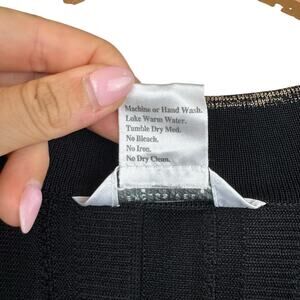 Machine or Hand Wash.
Luke Warm Water.
Tumble Dry Med.
No Bleach.
No Iron.
No Dry Clean.